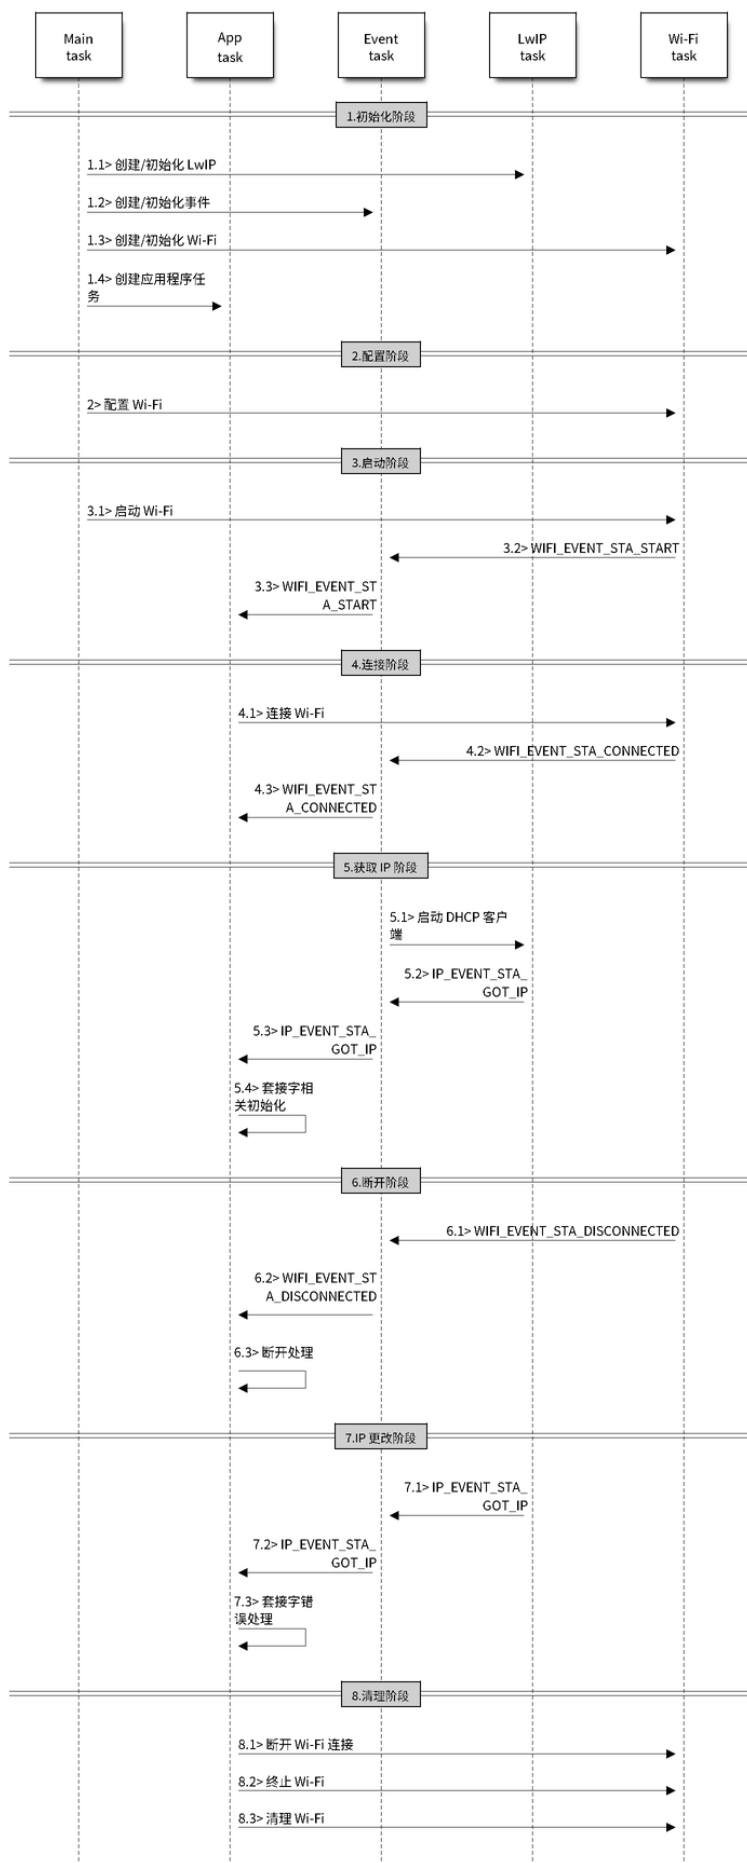 Main
task
App
task
Event
task
LwIP
task
Wi-Fi
task
1.初始化阶段
1.1> 创建/初始化 LwIP
1.2> 创建/初始化事件
1.3> 创建/初始化 Wi-Fi
1.4> 创建应用程序任
务
2.配置阶段
2> 配置 Wi-Fi
3.启动阶段
3.1> 启动 Wi-Fi
3.2> WIFI_EVENT_STA_START
3.3> WIFI_EVENT_ST
A_START
4.连接阶段
4.1> 连接 Wi-Fi
4.2> WIFI_EVENT_STA_CONNECTED
4.3> WIFI_EVENT_ST
A_CONNECTED
5.获取 IP 阶段
5.1> 启动 DHCP 客户
端
5.2> IP_EVENT_STA_
GOT_IP
5.3> IP_EVENT_STA_
GOT_IP
5.4> 套接字相
关初始化
6.断开阶段
6.1> WIFI_EVENT_STA_DISCONNECTED
6.2> WIFI_EVENT_ST
A_DISCONNECTED
6.3> 断开处理
7.IP 更改阶段
7.1> IP_EVENT_STA_
GOT_IP
7.2> IP_EVENT_STA_
GOT_IP
7.3> 套接字错
误处理
8.清理阶段
8.1> 断开 Wi-Fi 连接
8.2> 终止 Wi-Fi
8.3> 清理 Wi-Fi